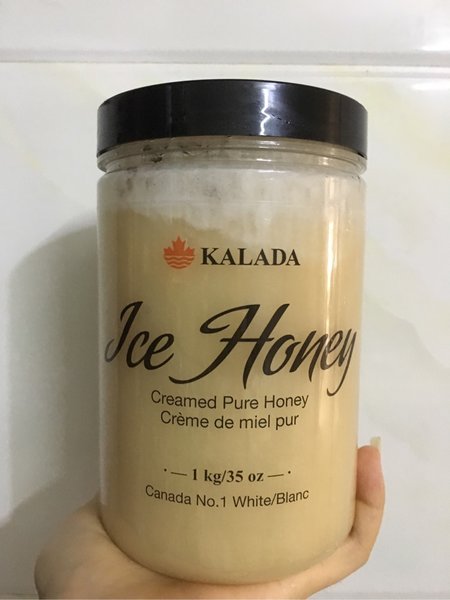 KALADA
Ice Honey
Creamed Pure Honey
Crème de miel pur
· — 1 kg/35 oz — ·
Canada No.1 White/Blanc